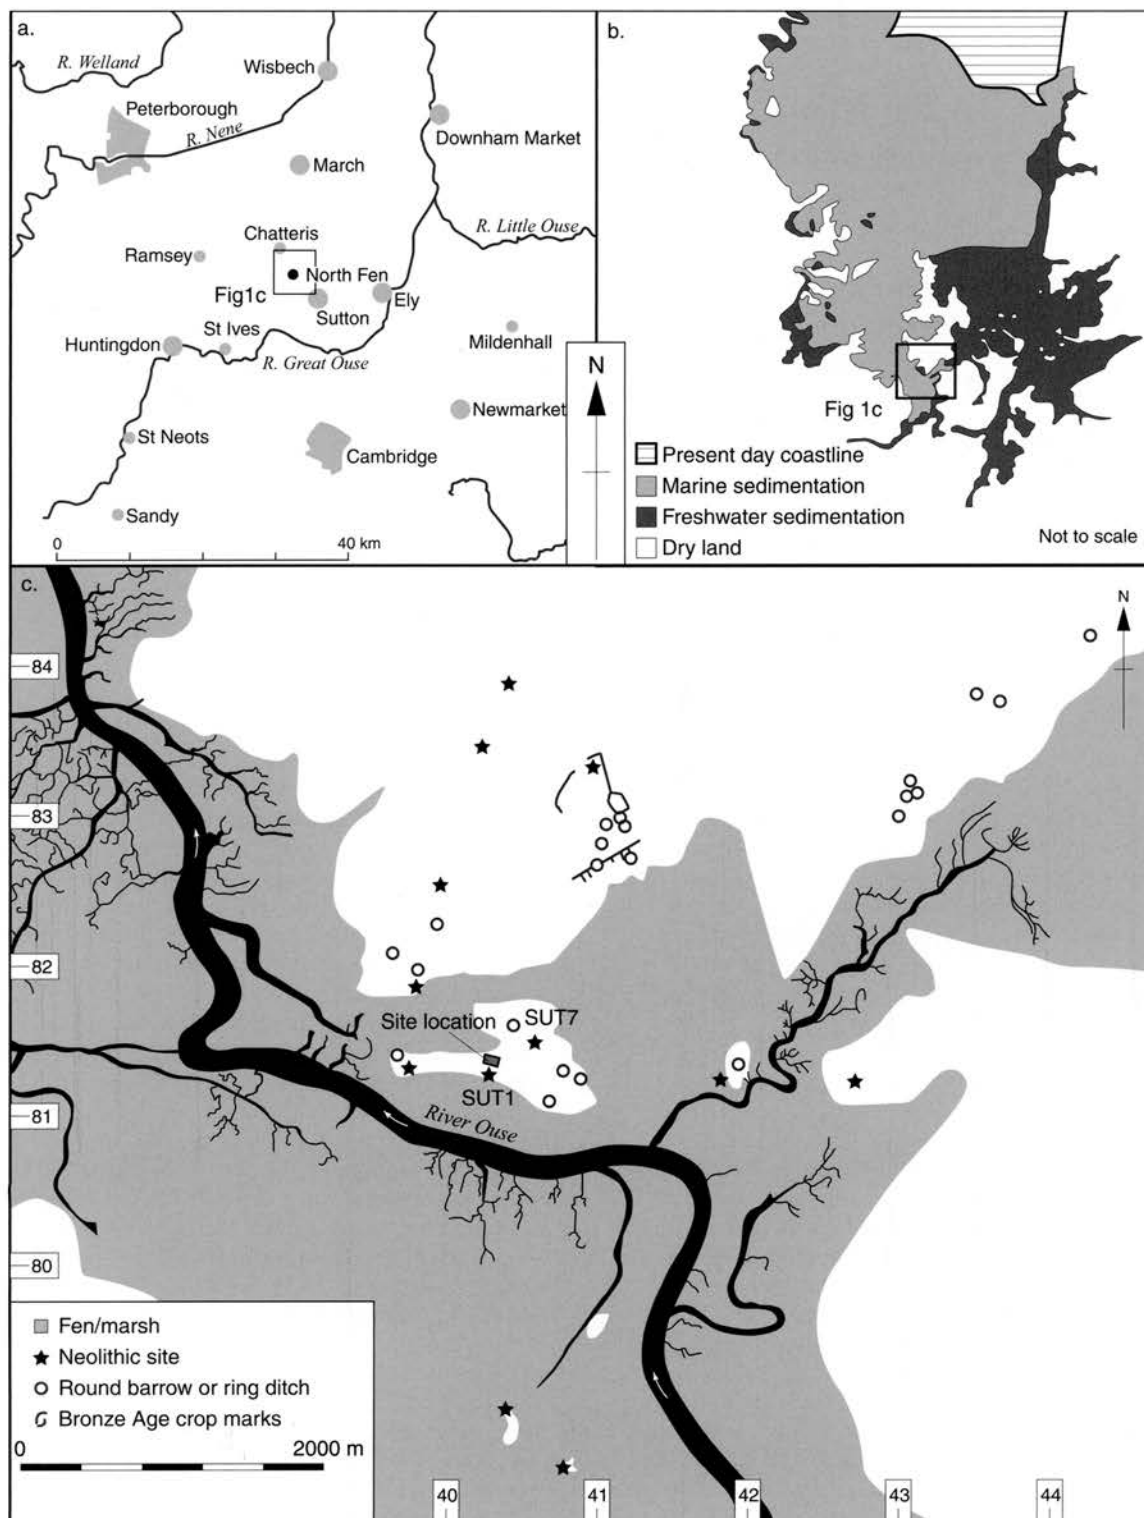 a.
R. Welland
Wisbech
Peterborough
R. Nene
Downham Market
March
Chatteris
R. Little Ouse
Ramsey
North Fen
Fig1c
Ely
Sutton
St Ives
Huntingdon
R. Great Ouse
Mildenhall
Newmarket
St Neots
Cambridge
Sandy
0
40 km
N
b.
Fig 1c
Present day coastline
Marine sedimentation
Freshwater sedimentation
Dry land
Not to scale
c.
N
84
83
82
SUT7
Site location
SUT1
81
River Ouse
80
Fen/marsh
Neolithic site
Round barrow or ring ditch
Bronze Age crop marks
0
2000 m
40
41
42
43
44